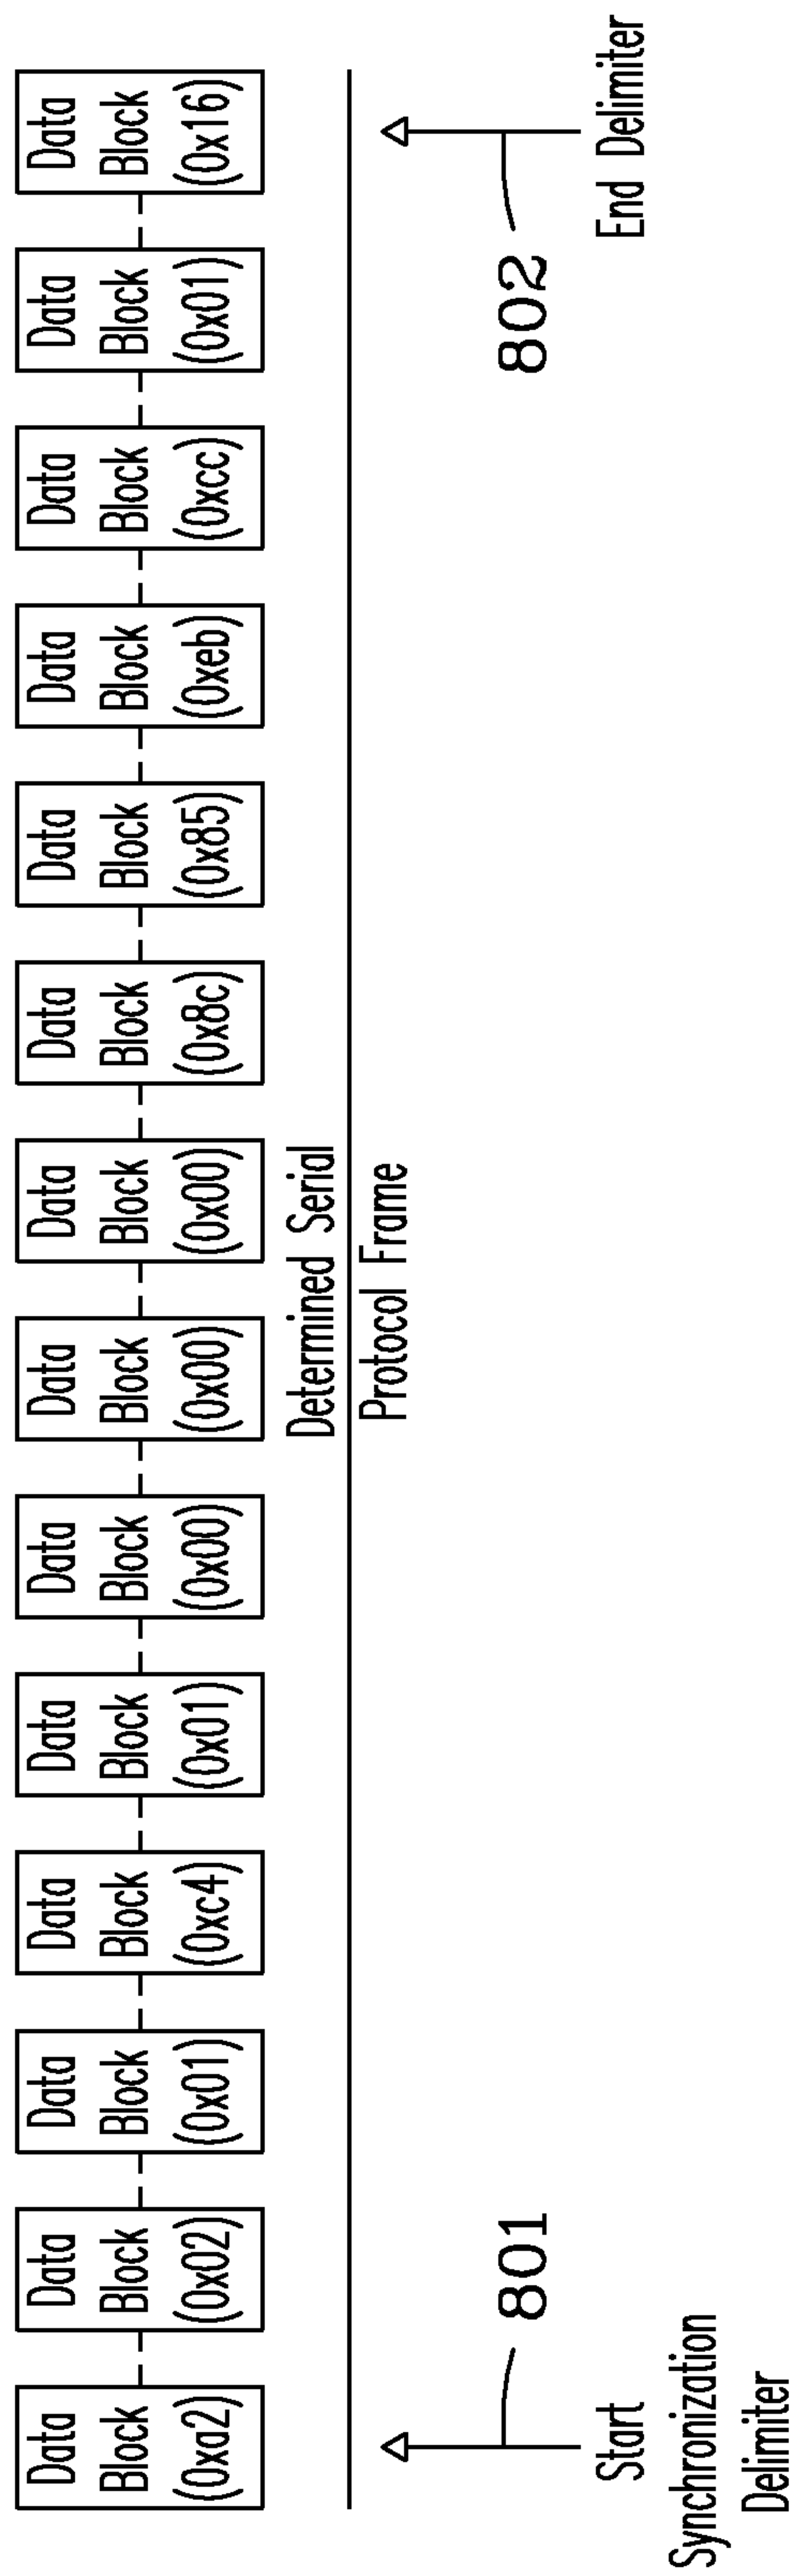 Data
Block
(0xa2)
Data
Block
(0x02)
Data
Block
(0x01)
Data
Block
(0xc4)
Data
Block
(0x01)
Data
Block
(0x00)
Data
Block
(0x00)
Data
Block
(0x00)
Data
Block
(0x8c)
Data
Block
(0x85)
Data
Block
(0xeb)
Data
Block
(0xcc)
Data
Block
(0x01)
Data
Block
(0x16)
Determined Serial
Protocol Frame
801
802
Start
Synchronization
Delimiter
End Delimiter